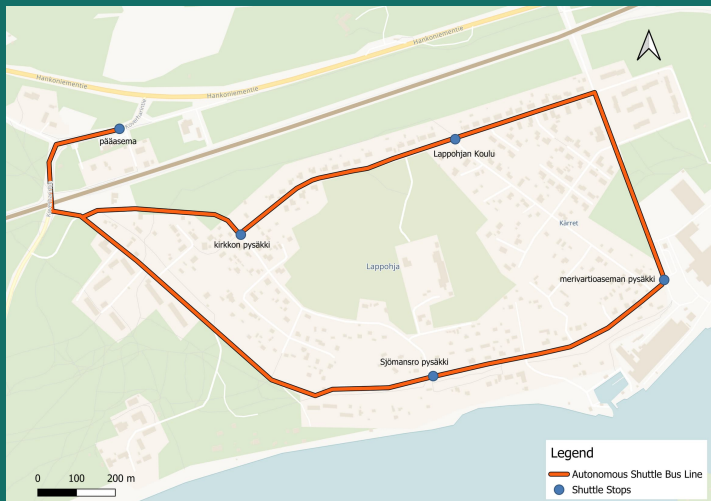 Hankoniementie
Hankoniementie
Hankoniementie
pääasema
Lappohjan Koulu
Kärret
kirkkon pysäkki
Lappohja
merivartioaseman pysäkki
Sjömansro pysäkki
Legend
Autonomous Shuttle Bus Line
Shuttle Stops
0 100 200 m